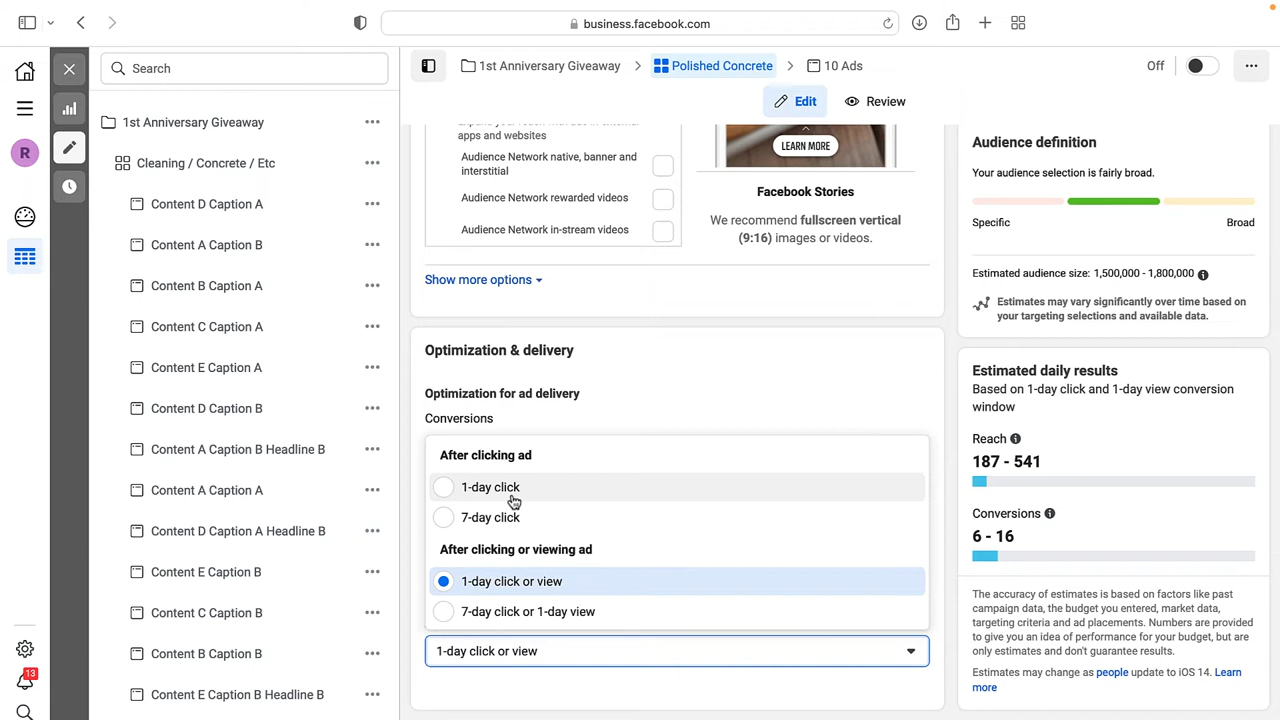 business.facebook.com
Search
1st Anniversary Giveaway
Polished Concrete
10 Ads
Off
Edit
Review
R
13
1st Anniversary Giveaway
Cleaning / Concrete / Etc
Content D Caption A
Content A Caption B
Content B Caption A
Content C Caption A
Content E Caption A
Content D Caption B
Content A Caption B Headline B
Content A Caption A
Content D Caption A Headline B
Content E Caption B
Content C Caption B
Content B Caption B
Content E Caption B Headline B
apps and websites
Audience Network native, banner and
interstitial
Audience Network rewarded videos
Audience Network in-stream videos
Show more options
LEARN MORE
Facebook Stories
We recommend fullscreen vertical
(9:16) images or videos.
Optimization & delivery
Optimization for ad delivery
Conversions
After clicking ad
1-day click
7-day click
After clicking or viewing ad
1-day click or view
7-day click or 1-day view
1-day click or view
Audience definition
Your audience selection is fairly broad.
Specific
Broad
Estimated audience size: 1,500,000 - 1,800,000
Estimates may vary significantly over time based on
your targeting selections and available data.
Estimated daily results
Based on 1-day click and 1-day view conversion
window
Reach
187 - 541
Conversions
6 - 16
The accuracy of estimates is based on factors like past
campaign data, the budget you entered, market data,
targeting criteria and ad placements. Numbers are provided
to give you an idea of performance for your budget, but are
only estimates and don't guarantee results.
Estimates may change as people update to iOS 14. Learn
more